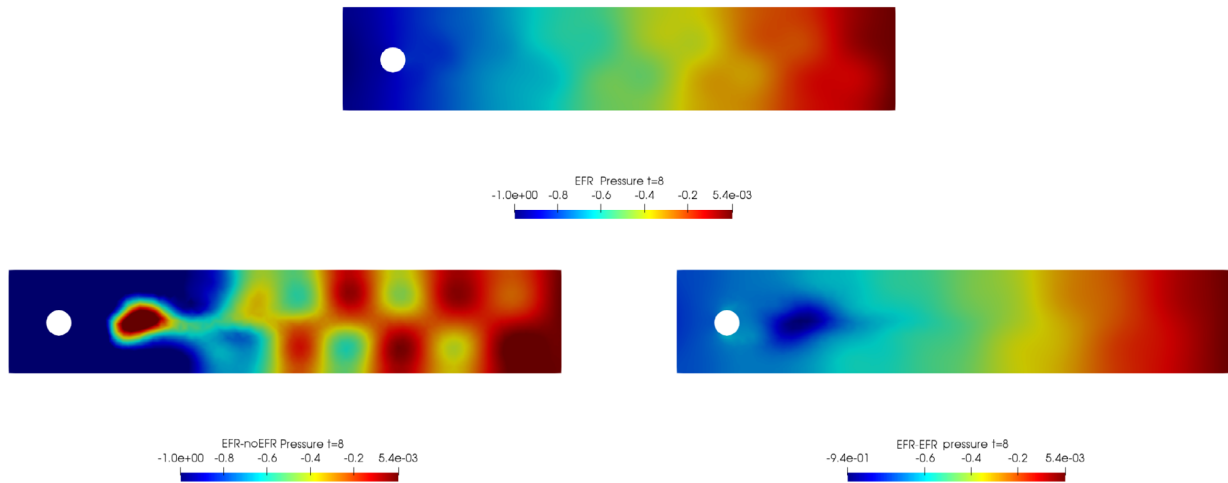 EFR Pressure t=8
-1.0e+00 -0.8 -0.6 -0.4 -0.2 5.4e-03
EFR-noEFR Pressure t=8
-1.0e+00 -0.8 -0.6 -0.4 -0.2 5.4e-03
EFR-EFR pressure t=8
-9.4e-01 -0.6 -0.4 -0.2 5.4e-03